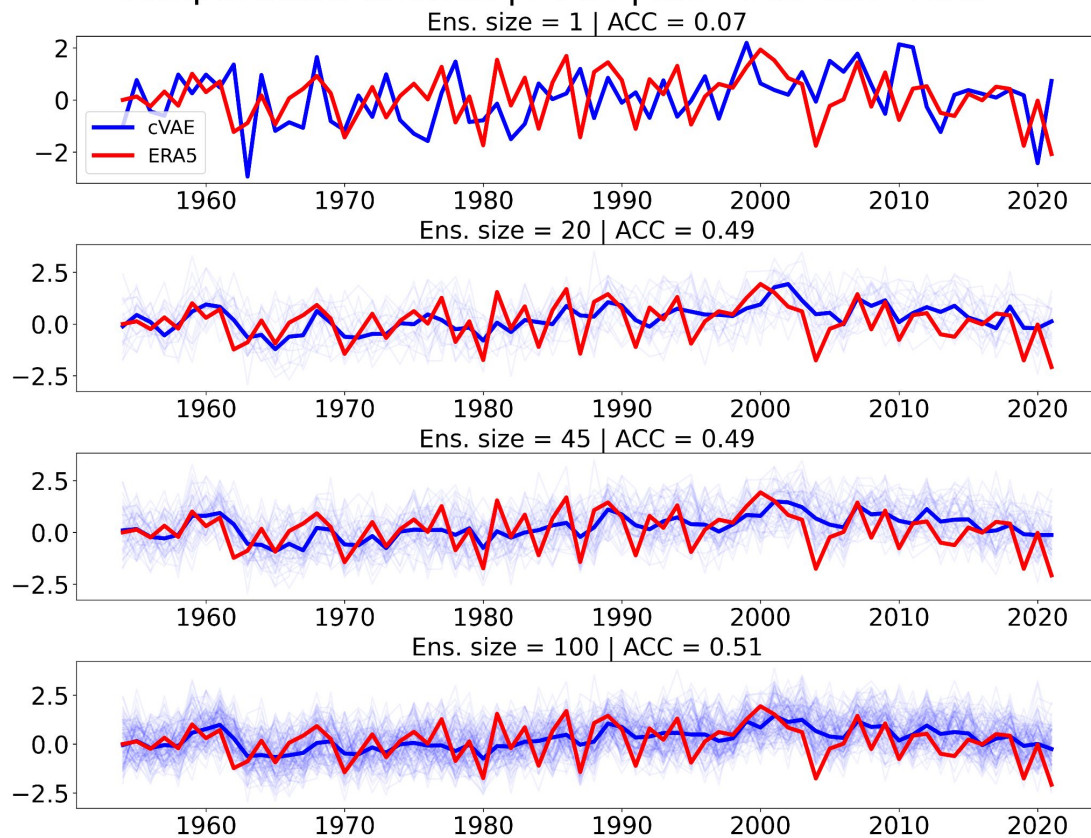 Ens. size = 1 | ACC = 0.07
2
0
−2
cVAE
ERA5
1960 1970 1980 1990 2000 2010 2020
Ens. size = 20 | ACC = 0.49
2.5
0.0
−2.5
1960 1970 1980 1990 2000 2010 2020
Ens. size = 45 | ACC = 0.49
2.5
0.0
−2.5
1960 1970 1980 1990 2000 2010 2020
Ens. size = 100 | ACC = 0.51
2.5
0.0
−2.5
1960 1970 1980 1990 2000 2010 2020